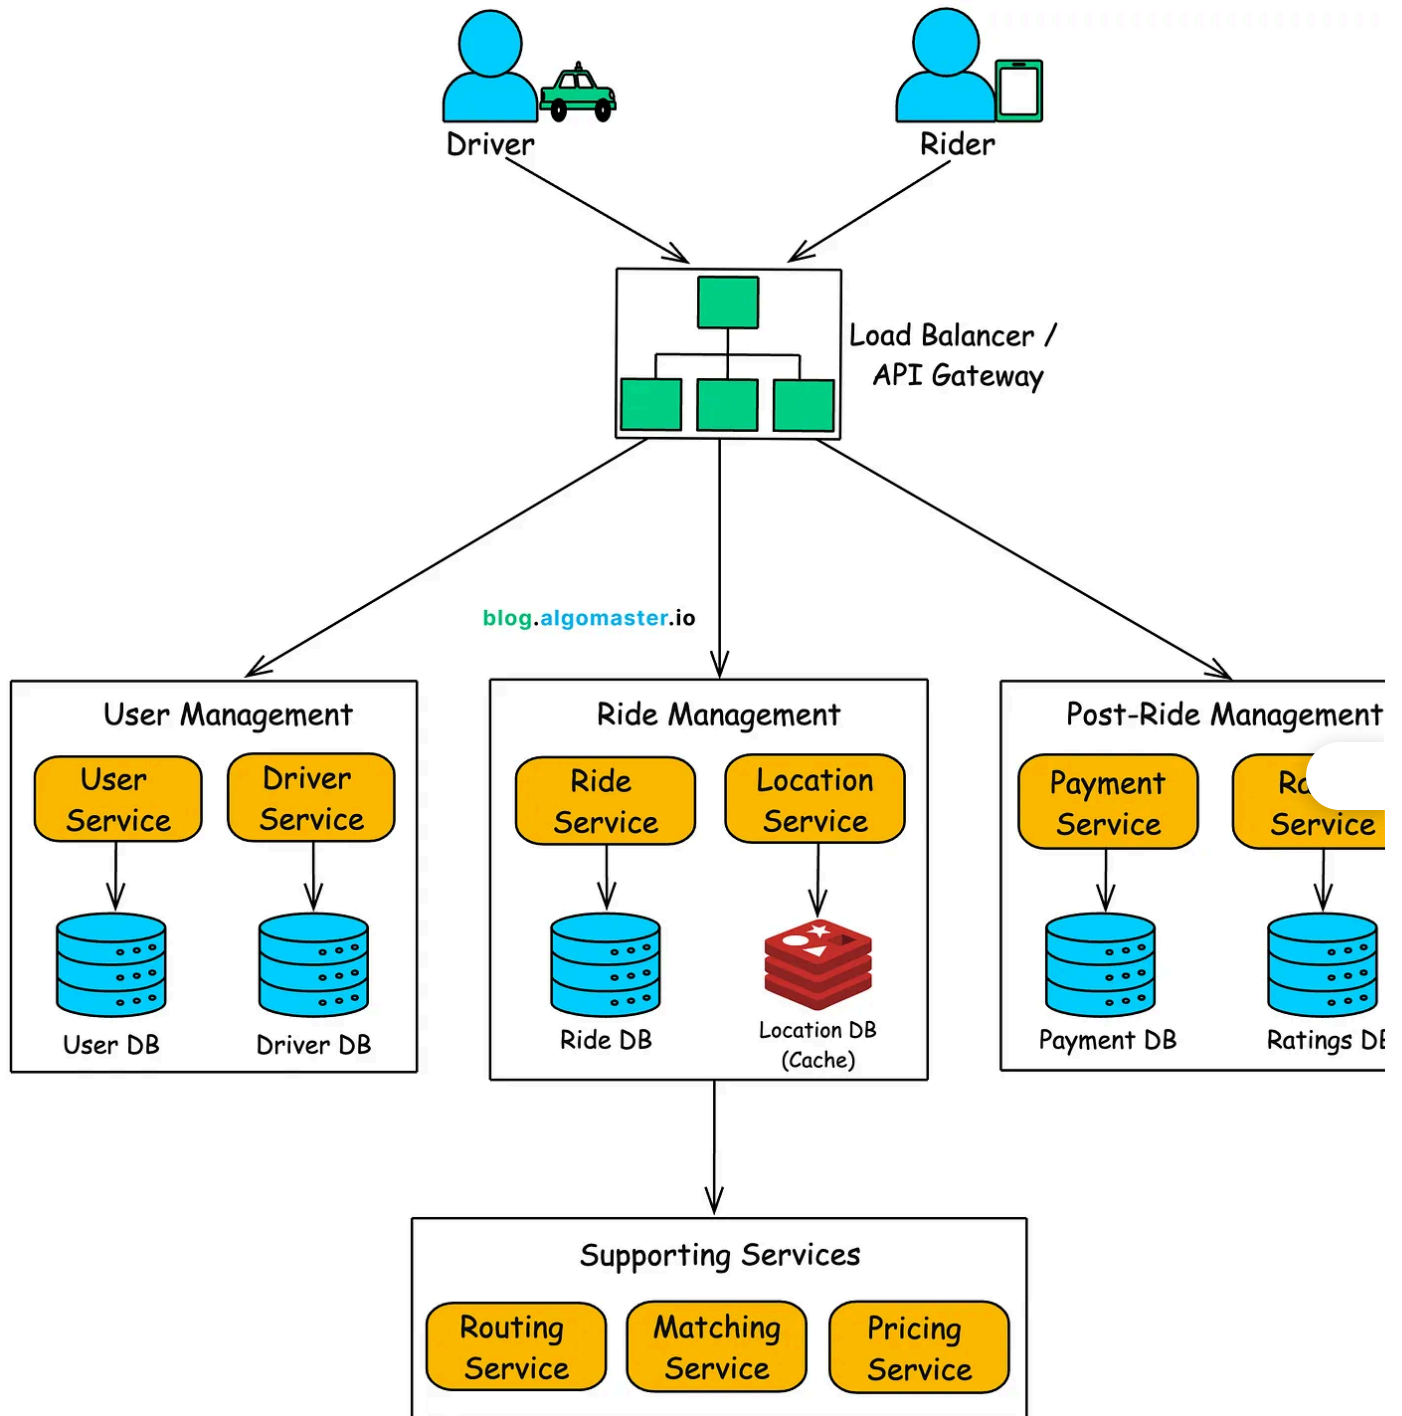 Driver
Rider
Load Balancer /
API Gateway
blog.algomaster.io
User Management
User
Service
Driver
Service
User DB
Driver DB
Ride Management
Ride
Service
Location
Service
Ride DB
Location DB
(Cache)
Post-Ride Management
Payment
Service
Service
Payment DB
Ratings
Supporting Services
Routing
Service
Matching
Service
Pricing
Service